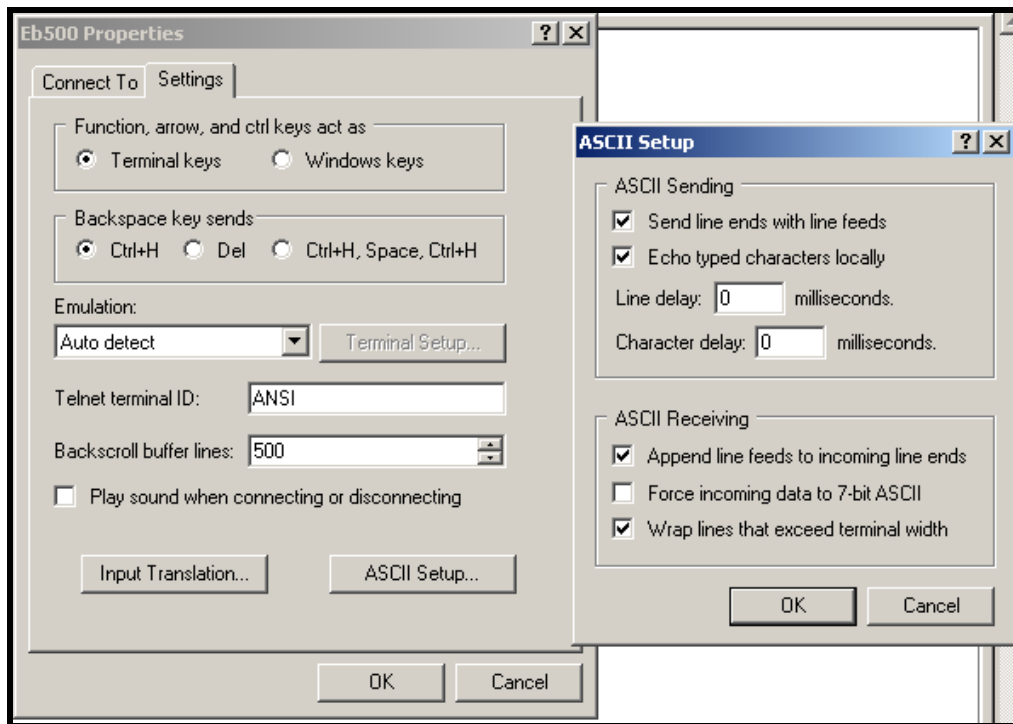 Eb500 Properties
Connect To Settings
Function, arrow, and ctrl keys act as
Terminal keys Windows keys
Backspace key sends
Ctrl+H Del Ctrl+H, Space, Ctrl+H
Emulation:
Auto detect Terminal Setup...
Telnet terminal ID: ANSI
Backscroll buffer lines: 500
Play sound when connecting or disconnecting
Input Translation... ASCII Setup...
OK Cancel
ASCII Setup
ASCII Sending
Send line ends with line feeds
Echo typed characters locally
Line delay: 0 milliseconds.
Character delay: 0 milliseconds.
ASCII Receiving
Append line feeds to incoming line ends
Force incoming data to 7-bit ASCII
Wrap lines that exceed terminal width
OK Cancel